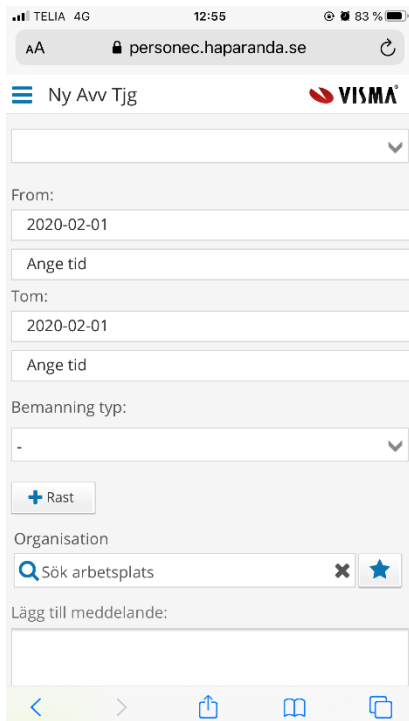 TELIA 4G 12:55 83 %
AA personec.haparanda.se
Ny Avv Tjg VISMA
From:
2020-02-01
Ange tid
Tom:
2020-02-01
Ange tid
Bemanning typ:
-
+ Rast
Organisation
Sök arbetsplats
Lägg till meddelande: